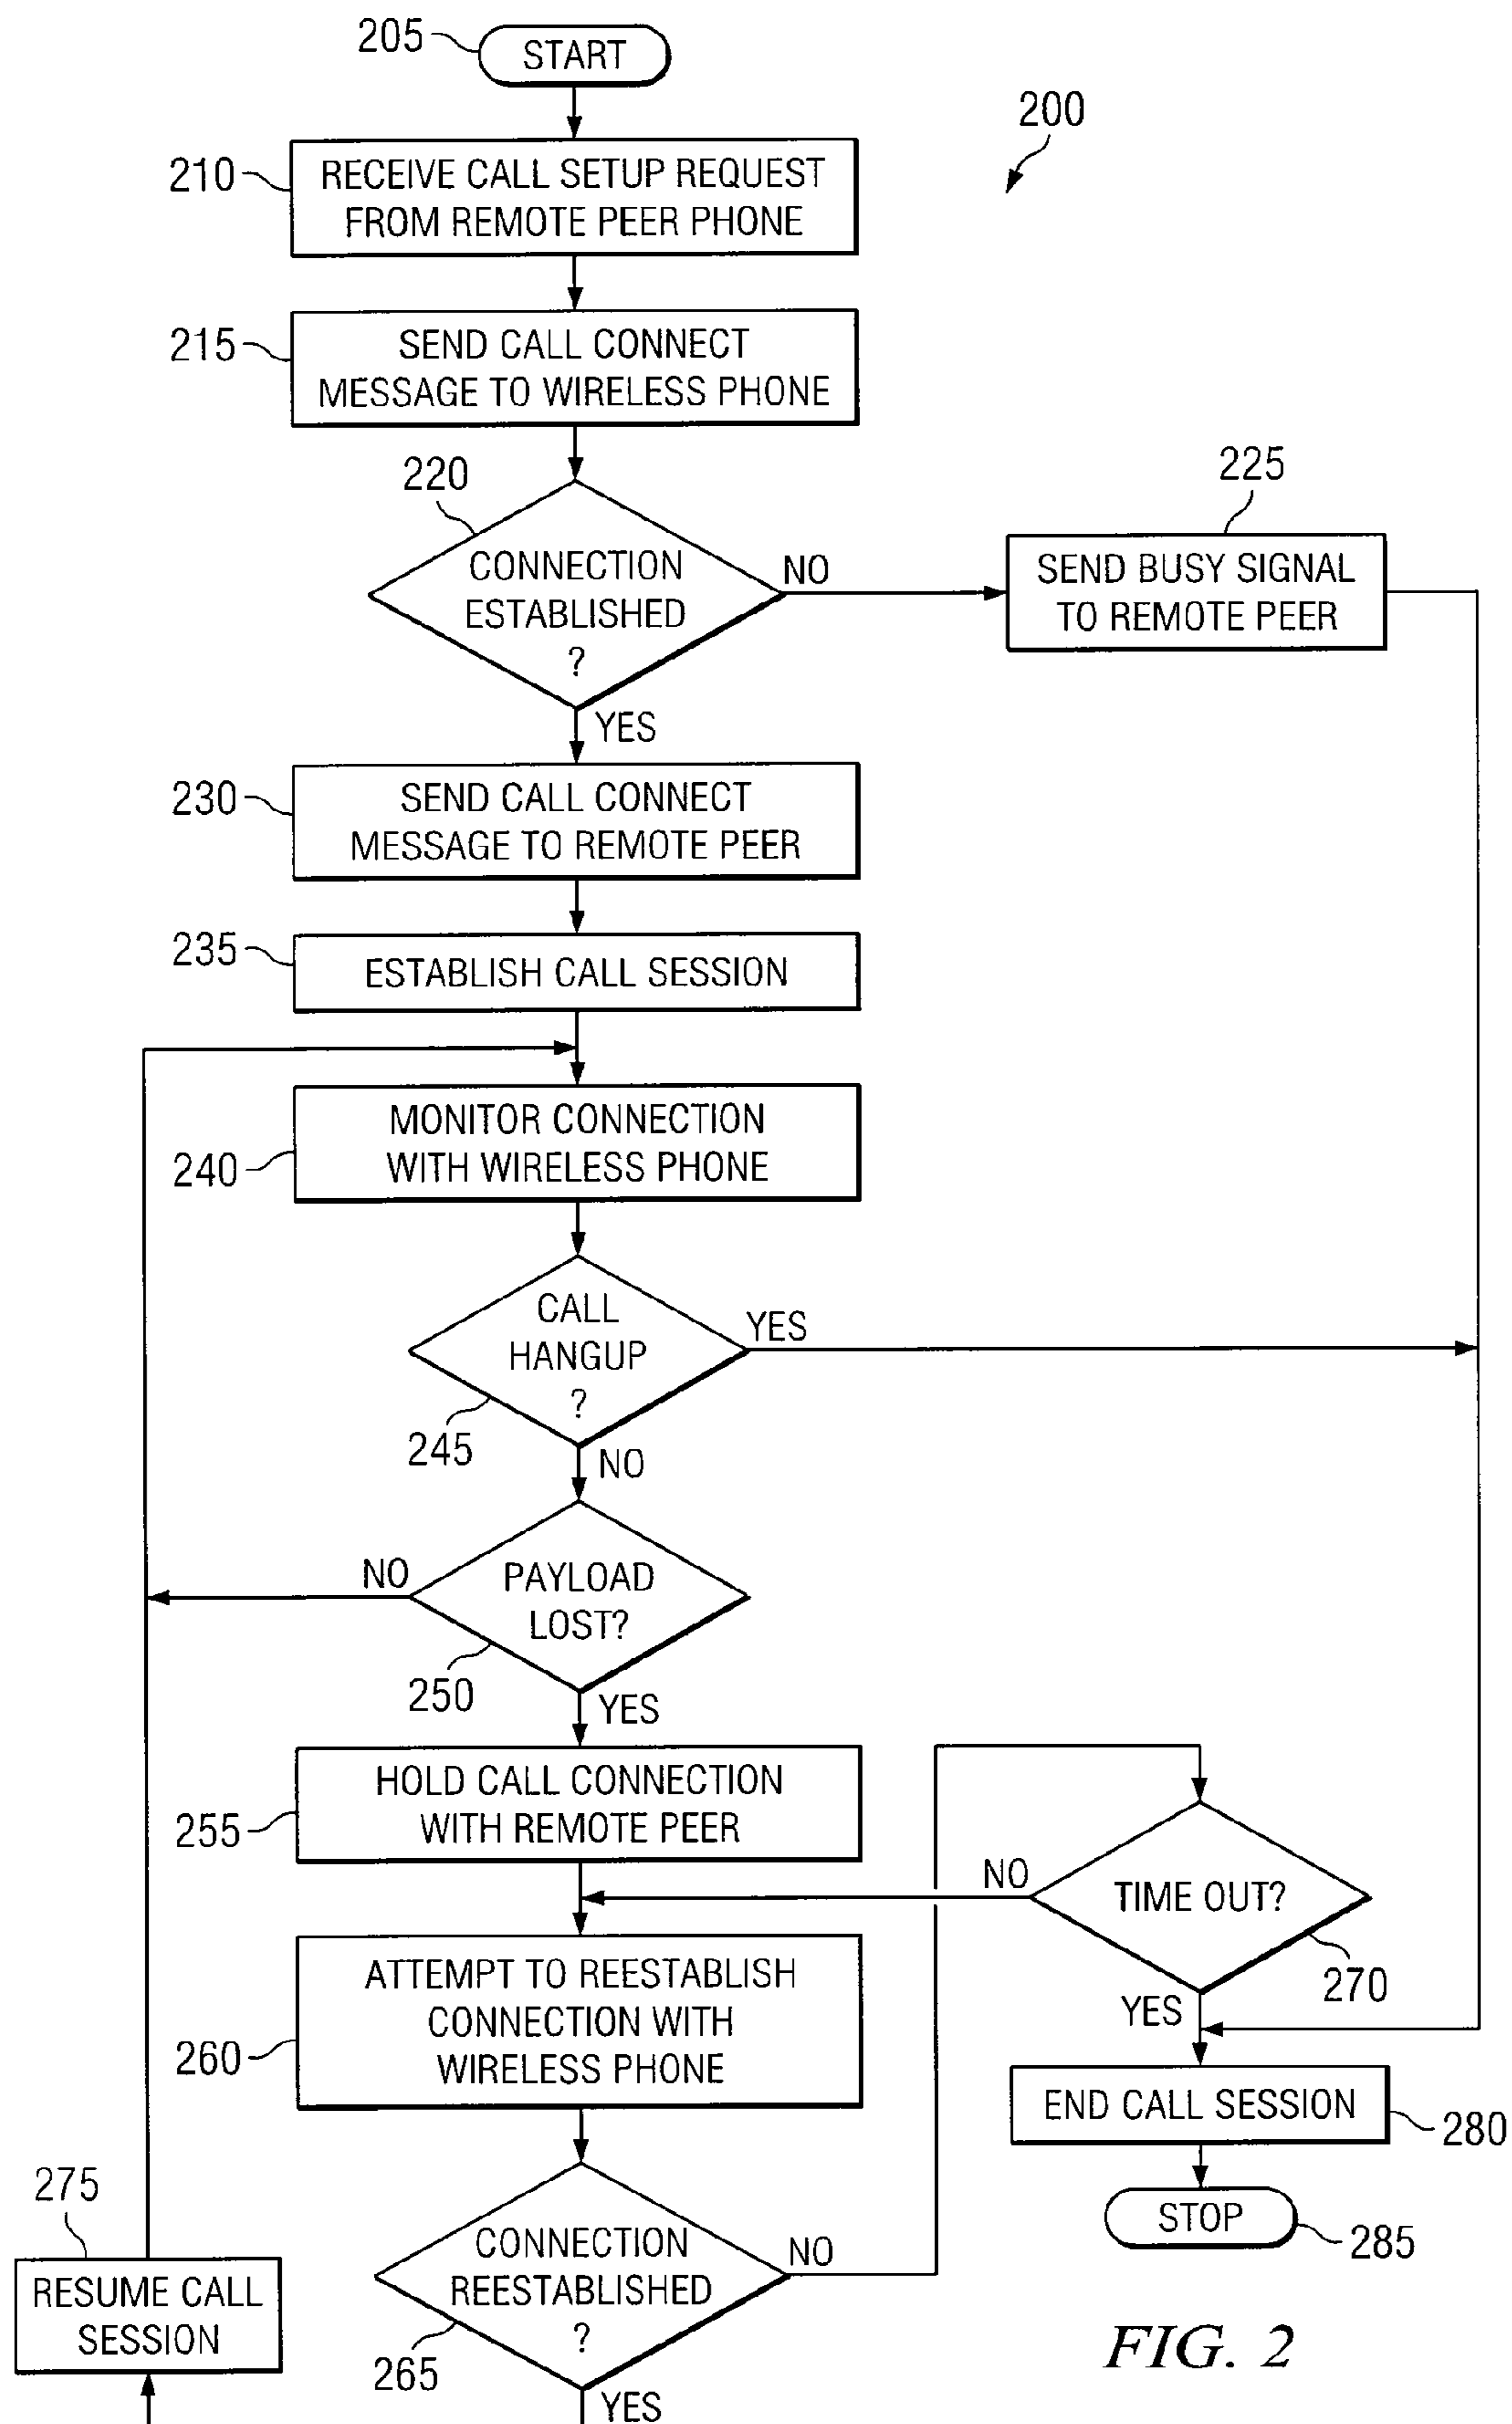 205
START
200
210
RECEIVE CALL SETUP REQUEST
FROM REMOTE PEER PHONE
215
SEND CALL CONNECT
MESSAGE TO WIRELESS PHONE
220
CONNECTION
ESTABLISHED
?
NO
225
SEND BUSY SIGNAL
TO REMOTE PEER
YES
230
SEND CALL CONNECT
MESSAGE TO REMOTE PEER
235
ESTABLISH CALL SESSION
240
MONITOR CONNECTION
WITH WIRELESS PHONE
CALL
HANGUP
?
YES
245
NO
NO
PAYLOAD
LOST?
250
YES
255
HOLD CALL CONNECTION
WITH REMOTE PEER
NO
TIME OUT?
270
YES
260
ATTEMPT TO REESTABLISH
CONNECTION WITH
WIRELESS PHONE
END CALL SESSION
280
STOP
285
275
RESUME CALL
SESSION
CONNECTION
REESTABLISHED
?
NO
265
YES
FIG. 2